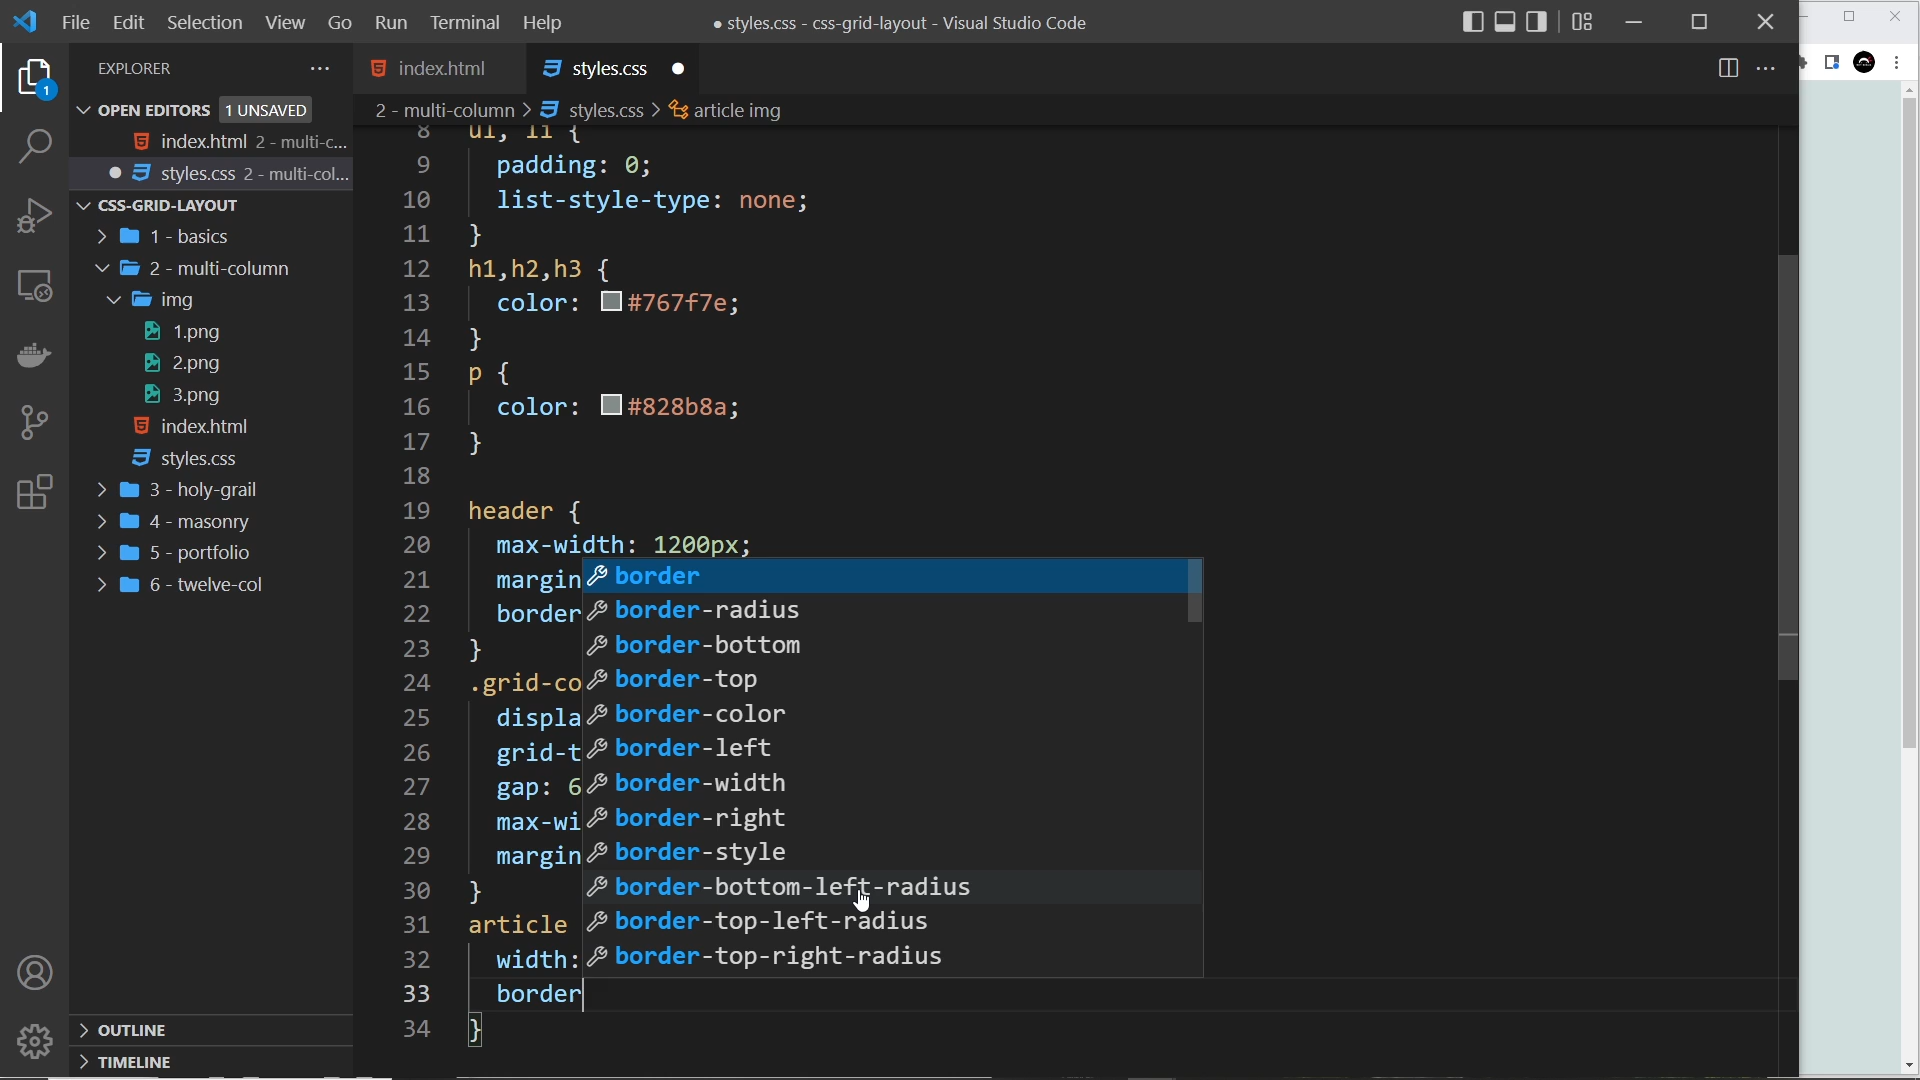 File Edit Selection View Go Run Terminal Help
● styles.css - css-grid-layout - Visual Studio Code
EXPLORER
OPEN EDITORS 1 UNSAVED
index.html 2 - multi-c...
styles.css 2 - multi-col...
CSS-GRID-LAYOUT
1 - basics
2 - multi-column
img
1.png
2.png
3.png
index.html
styles.css
3 - holy-grail
4 - masonry
5 - portfolio
6 - twelve-col
OUTLINE
TIMELINE
1
index.html
styles.css
2 - multi-column > styles.css > article img
8 ul, li {
9 padding: 0;
10 list-style-type: none;
11 }
12 h1,h2,h3 {
13 color: #767f7e;
14 }
15 p {
16 color: #828b8a;
17 }
18
19 header {
20 max-width: 1200px;
21 margin
22 border
23 }
24 .grid-co
25 displa
26 grid-t
27 gap: 6
28 max-wi
29 margin
30 }
31 article
32 width:
33 border
34 }
border
border-radius
border-bottom
border-top
border-color
border-left
border-width
border-right
border-style
border-bottom-left-radius
border-top-left-radius
border-top-right-radius